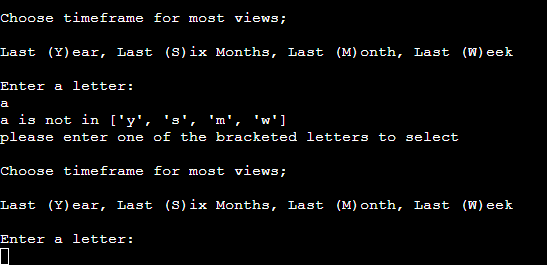 Choose timeframe for most views;
Last (Y)ear, Last (S)ix Months, Last (M)onth, Last (W)eek
Enter a letter:
a
a is not in ['y', 's', 'm', 'w']
please enter one of the bracketed letters to select
Choose timeframe for most views;
Last (Y)ear, Last (S)ix Months, Last (M)onth, Last (W)eek
Enter a letter: